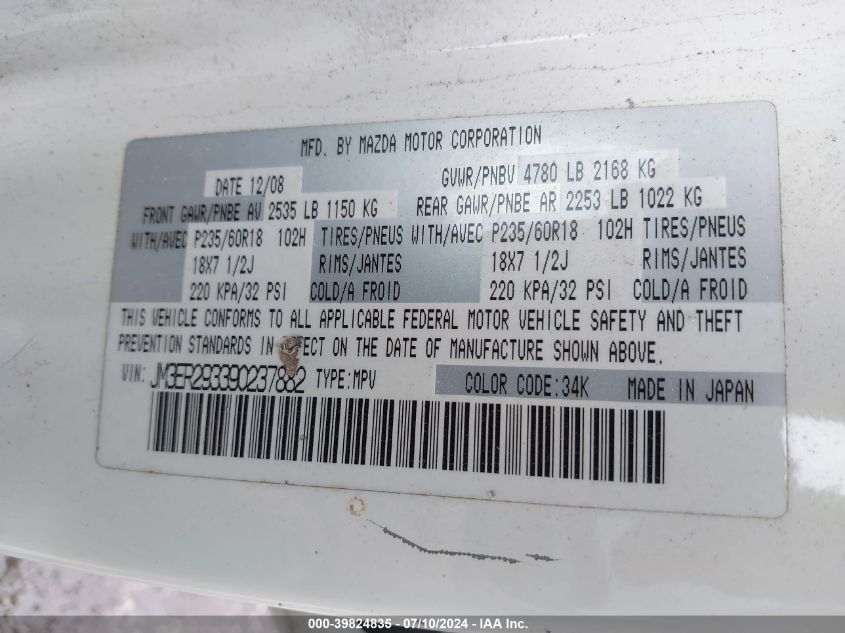 MFD. BY MAZDA MOTOR CORPORATION
DATE 12/08 GVWR/PNBV 4780 LB 2168 KG
FRONT GAWR/PNBE AV 2535 LB 1150 KG REAR GAWR/PNBE AR 2253 LB 1022 KG
WITH/AVEC P235/60R18 102H TIRES/PNEUS WITH/AVEC P235/60R18 102H TIRES/PNEUS
18X7 1/2J RIMS/JANTES 18X7 1/2J RIMS/JANTES
220 KPA/32 PSI COLD/A FROID 220 KPA/32 PSI COLD/A FROID
THIS VEHICLE CONFORMS TO ALL APPLICABLE FEDERAL MOTOR VEHICLE SAFETY AND THEFT
PREVENTION STANDARDS IN EFFECT ON THE DATE OF MANUFACTURE SHOWN ABOVE.
VIN: JM3ER293390237882 TYPE:MPV COLOR CODE:34K MADE IN JAPAN
000-39824835 - 07/10/2024 - IAA Inc.